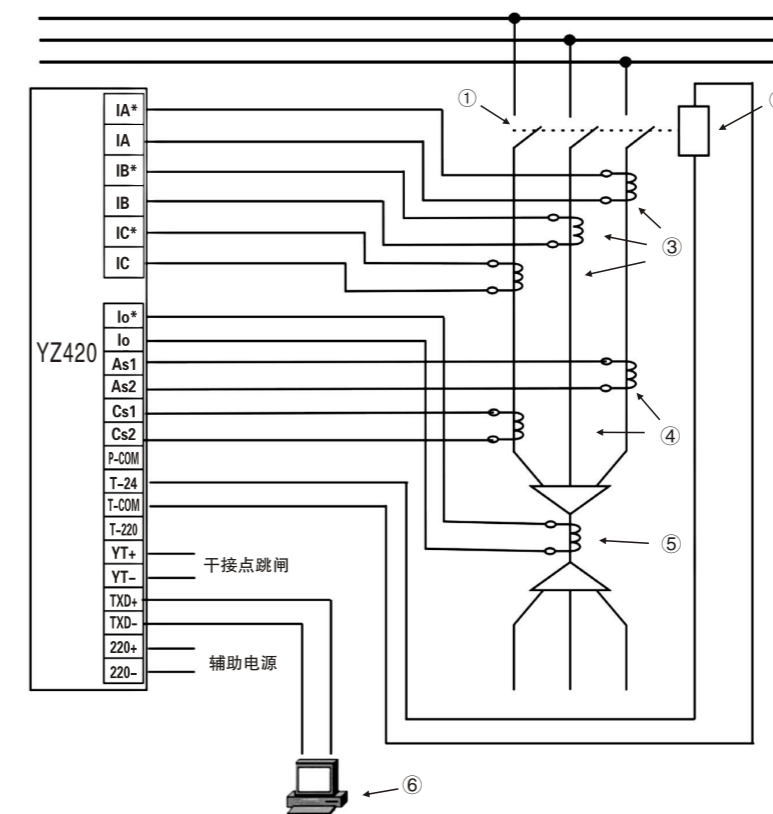 ①
IA*
IA
IB*
IB
IC*
IC
③
YZ420
Io*
Io
As1
As2
Cs1
Cs2
P-COM
T-24
T-COM
T-220
YT+
YT-
TXD+
TXD-
220+
220-
④
⑤
干接点跳闸
辅助电源
⑥